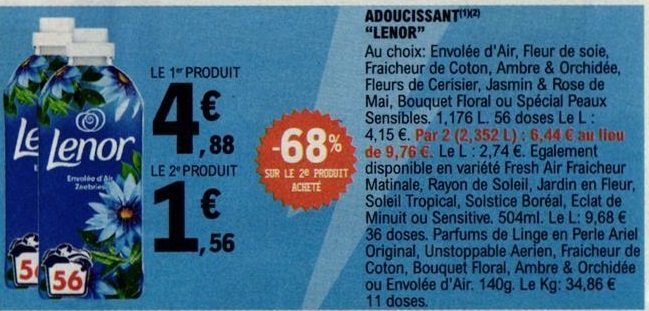 Lenor
Envolée d'Air
56
LE 1er PRODUIT
4€,88
LE 2e PRODUIT
1€,56
-68%
SUR LE 2e PRODUIT
ACHETÉ
ADOUCISSANT(1)(2)
"LENOR"
Au choix: Envolée d'Air, Fleur de soie,
Fraicheur de Coton, Ambre & Orchidée,
Fleurs de Cerisier, Jasmin & Rose de
Mai, Bouquet Floral ou Spécial Peaux
Sensibles. 1,176 L. 56 doses Le L :
4,15 €. Par 2 (2,352 L) : 6,44 € au lieu
de 9,76 €. Le L : 2,74 €. Egalement
disponible en variété Fresh Air Fraicheur
Matinale, Rayon de Soleil, Jardin en Fleur,
Soleil Tropical, Solstice Boréal, Eclat de
Minuit ou Sensitive. 504ml. Le L: 9,68 €
36 doses. Parfums de Linge en Perle Ariel
Original, Unstoppable Aerien, Fraicheur de
Coton, Bouquet Floral, Ambre & Orchidée
ou Envolée d'Air. 140g. Le Kg: 34,86 €
11 doses.